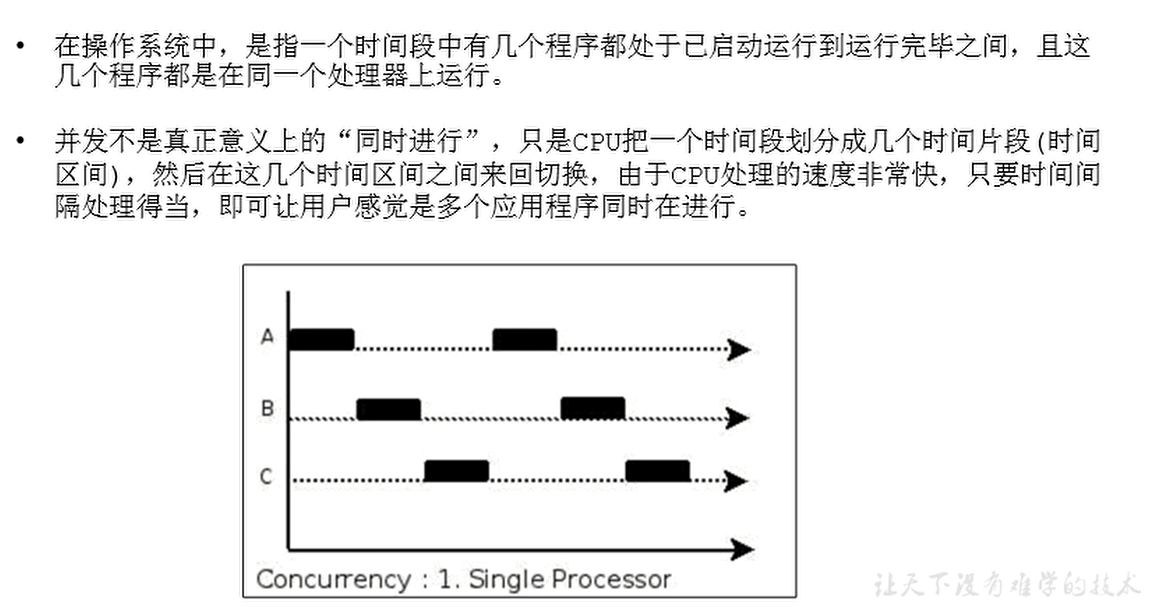 • 在操作系统中，是指一个时间段中有几个程序都处于已启动运行到运行完毕之间，且这
几个程序都是在同一个处理器上运行。
• 并发不是真正意义上的“同时进行”，只是CPU把一个时间段划分成几个时间片段(时间
区间)，然后在这几个时间区间之间来回切换，由于CPU处理的速度非常快，只要时间间
隔处理得当，即可让用户感觉是多个应用程序同时在进行。
A
B
C
Concurrency : 1. Single Processor
让天下没有难学的技术